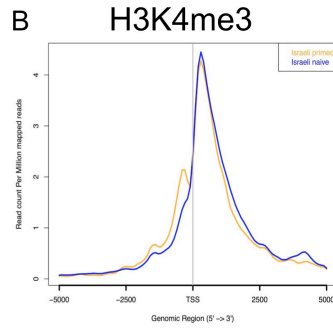 B
H3K4me3
Israeli primed
Israeli naive
Read count Per Million mapped reads
4
3
2
1
0
−5000
−2500
TSS
2500
5000
Genomic Region (5' −> 3')